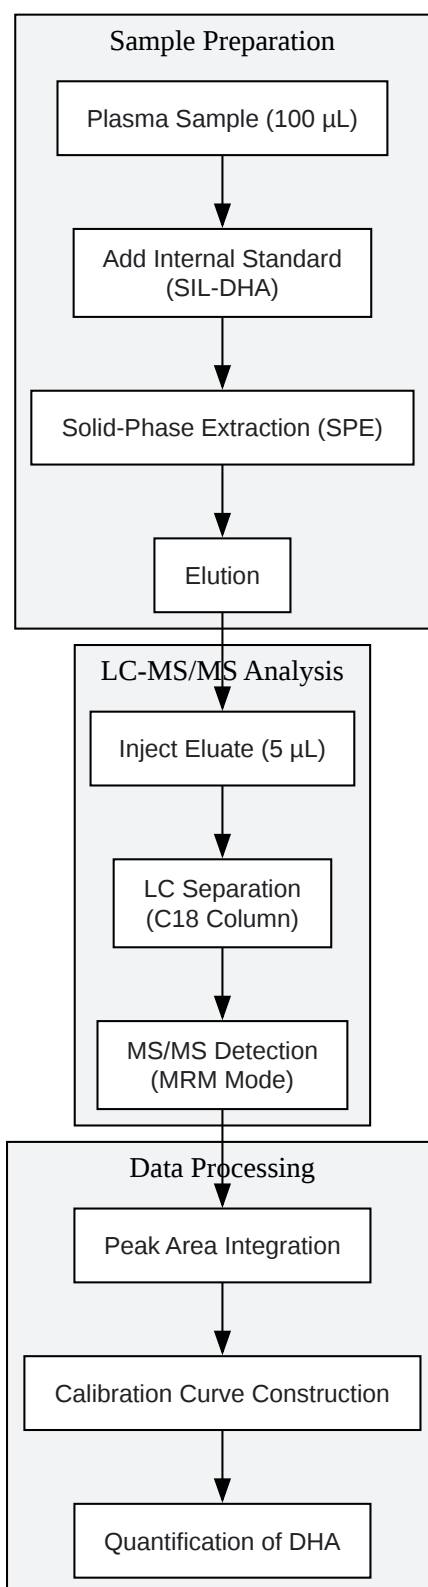 Sample Preparation
Plasma Sample (100 µL)
Add Internal Standard
(SIL-DHA)
Solid-Phase Extraction (SPE)
Elution
LC-MS/MS Analysis
Inject Eluate (5 µL)
LC Separation
(C18 Column)
MS/MS Detection
(MRM Mode)
Data Processing
Peak Area Integration
Calibration Curve Construction
Quantification of DHA